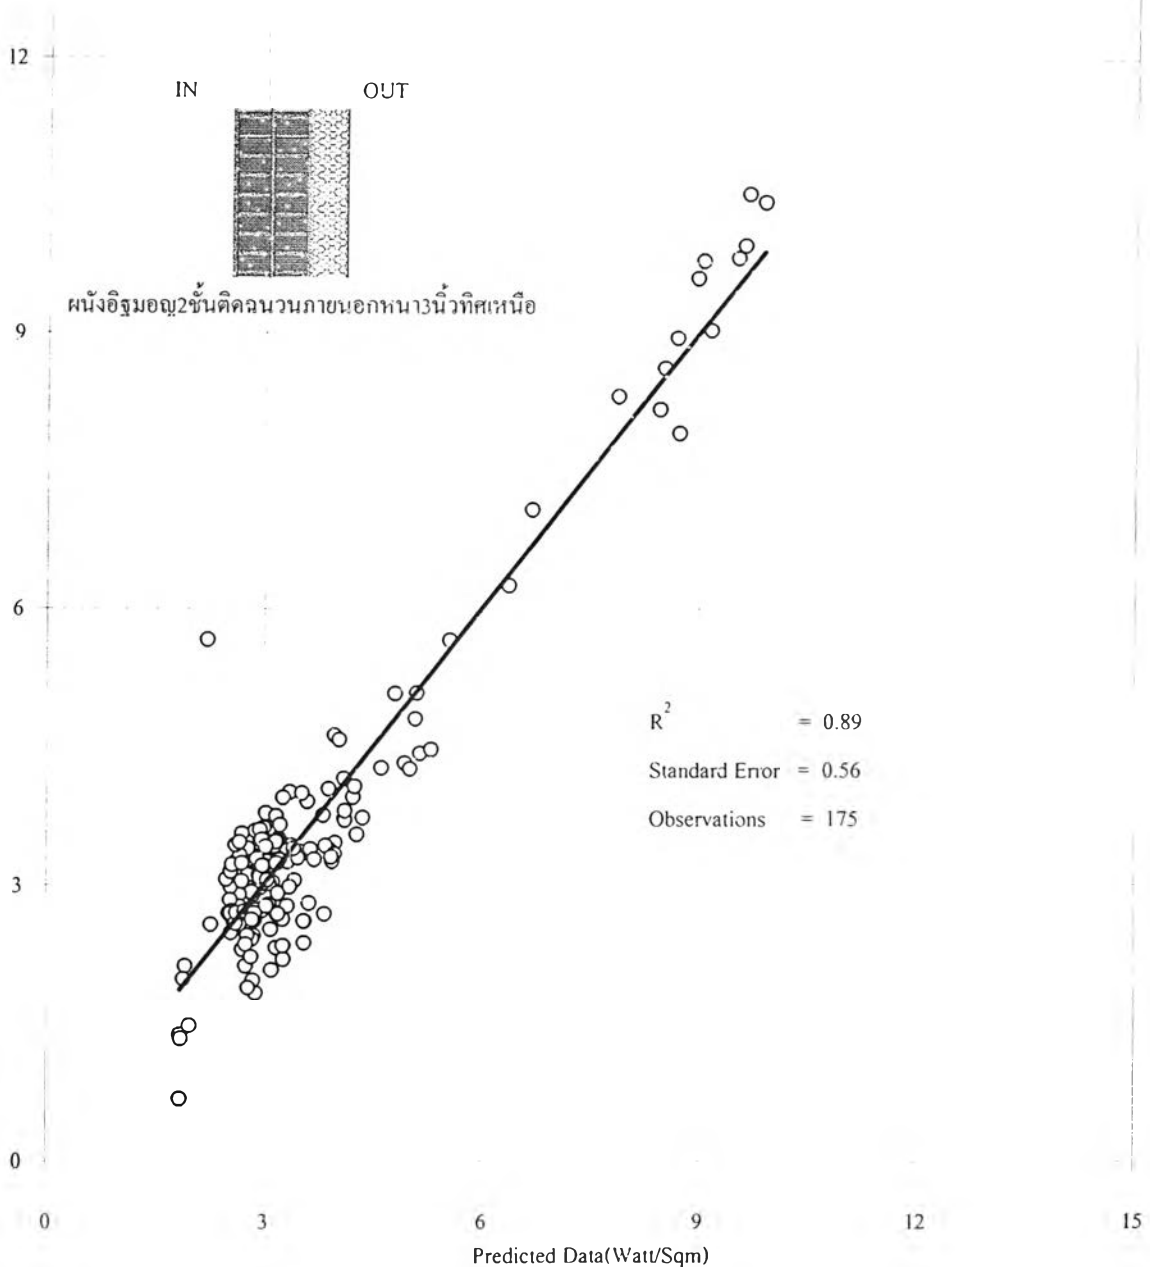 12
IN OUT
ผนังอิฐมอญ2ชั้นติดฉนวนภายนอกหนา3นิ้วทิศเหนือ
9
6
R2 = 0.89
Standard Error = 0.56
Observations = 175
3
0
0 3 6 9 12 15
Predicted Data(Watt/Sqm)